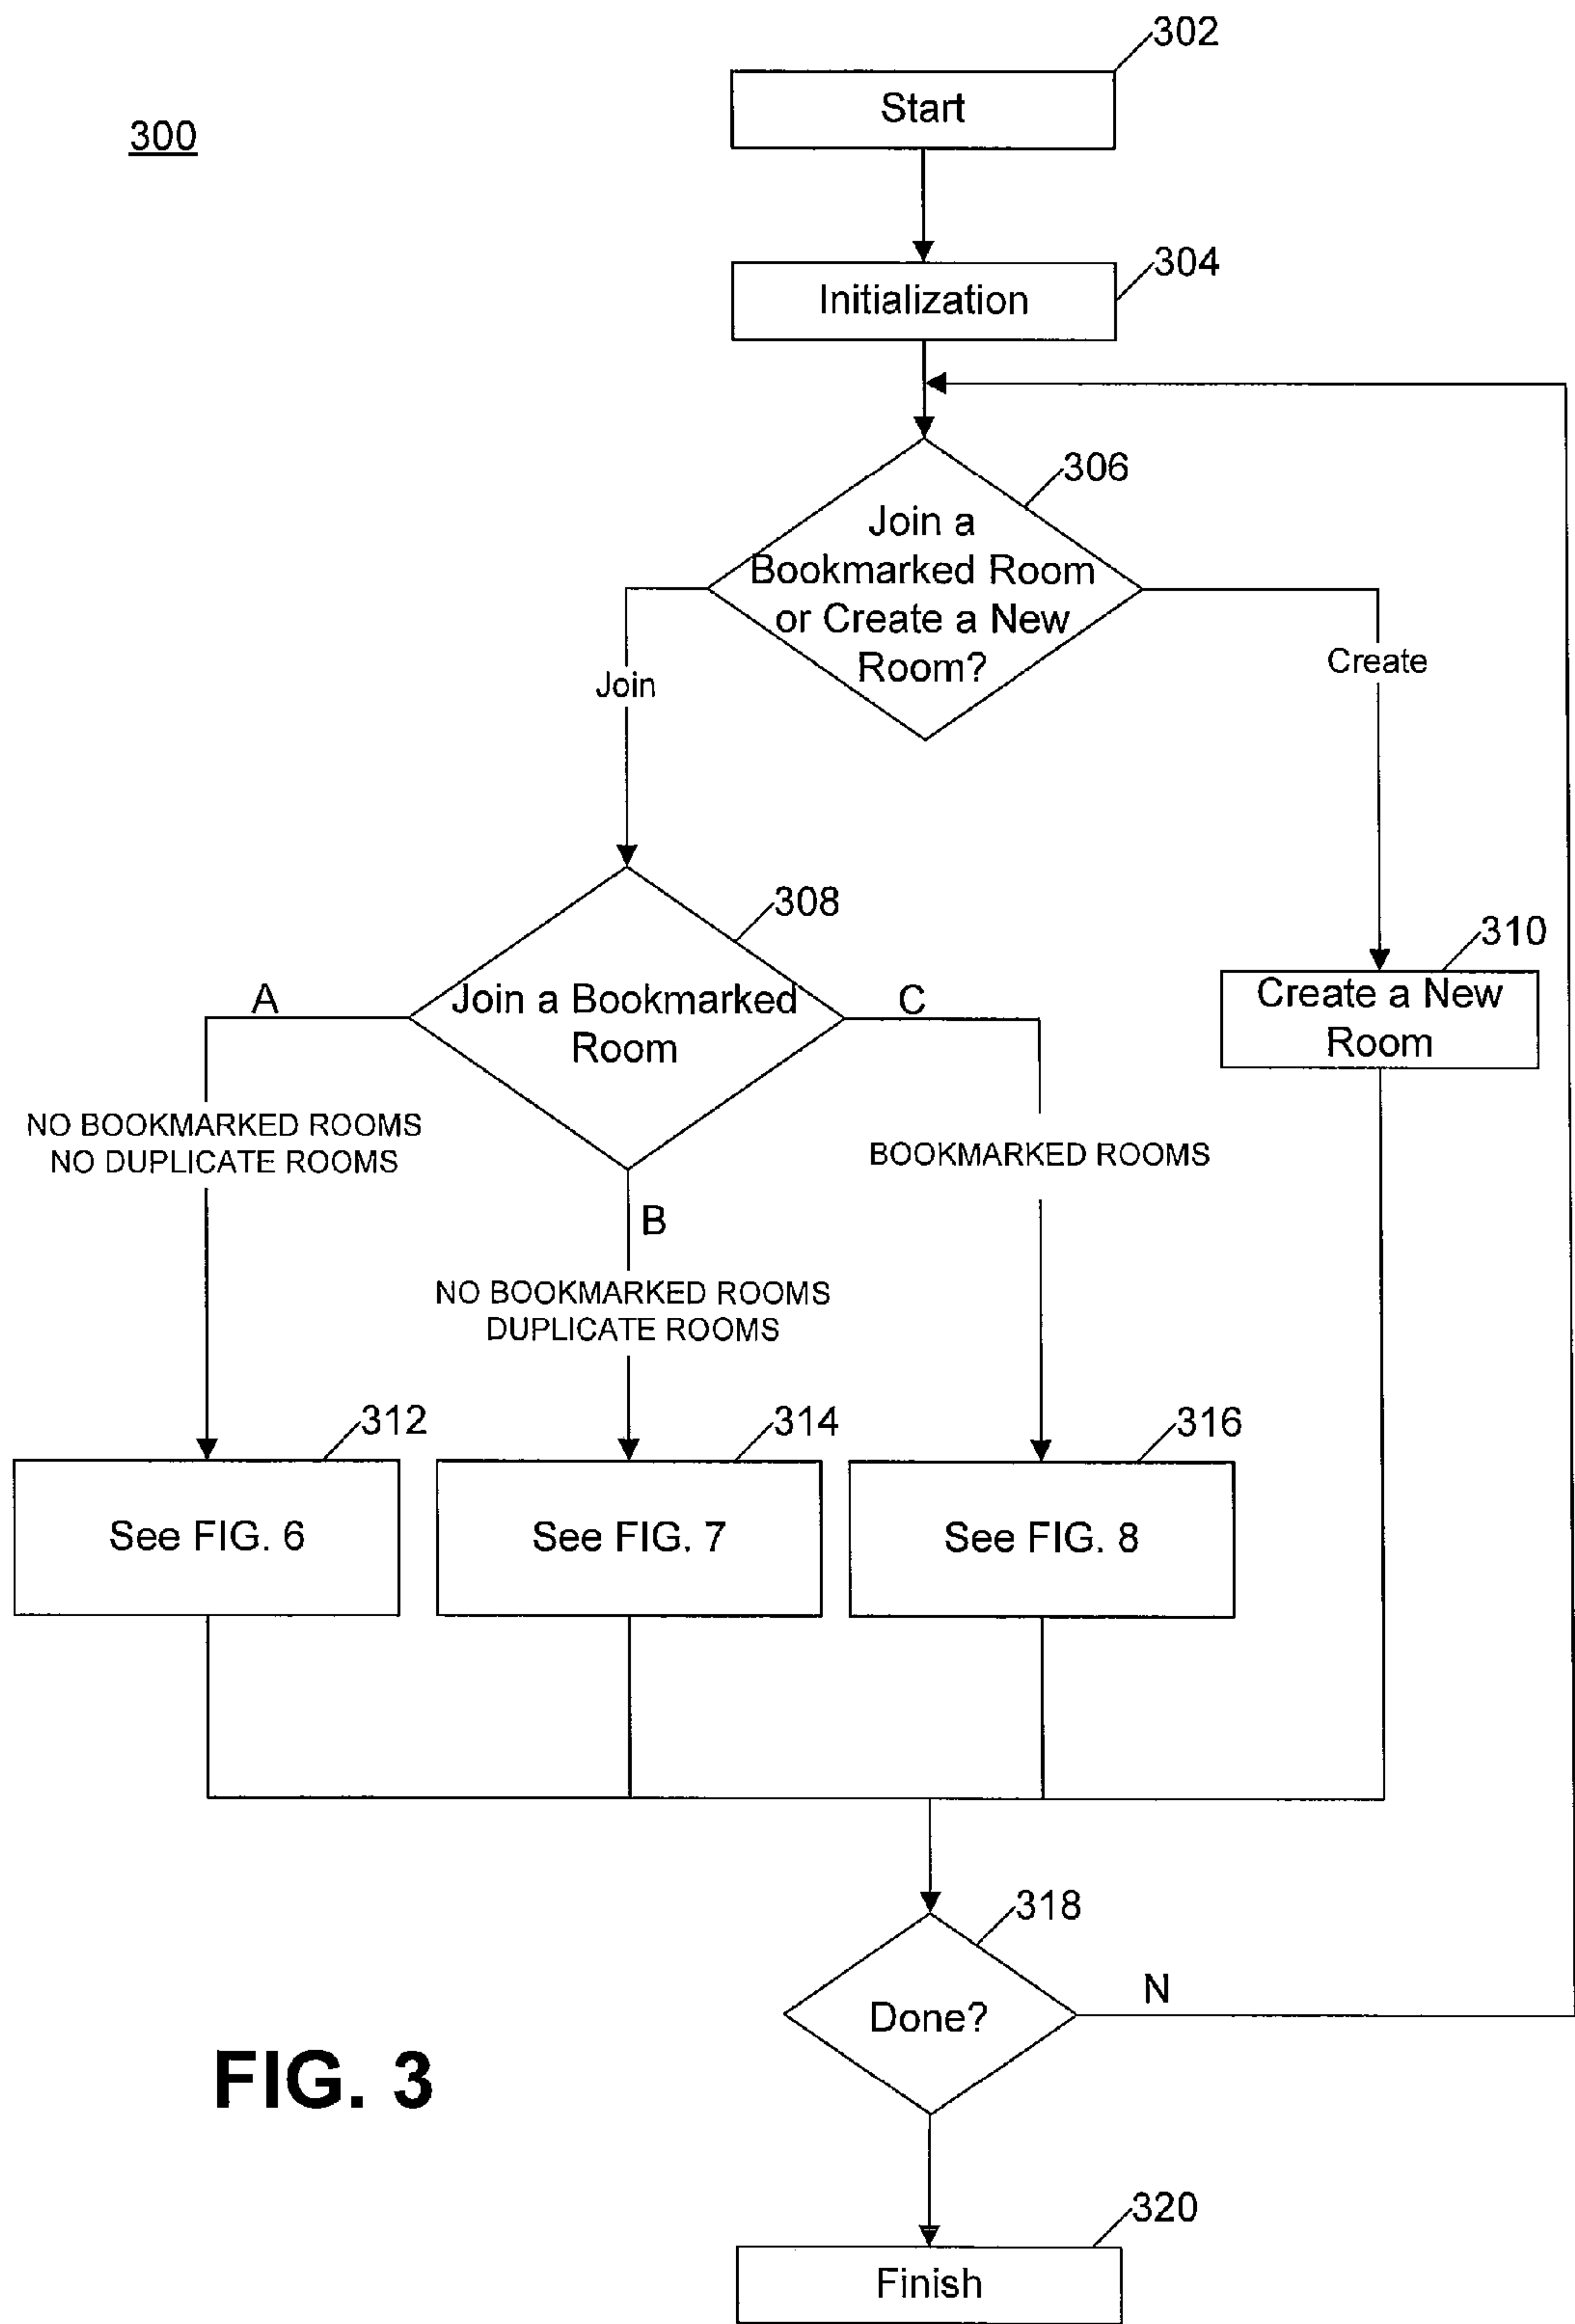 302
Start
300
304
Initialization
306
Join a
Bookmarked Room
or Create a New
Room?
Join
Create
308
Join a Bookmarked
Room
A
C
310
Create a New
Room
NO BOOKMARKED ROOMS
NO DUPLICATE ROOMS
BOOKMARKED ROOMS
B
NO BOOKMARKED ROOMS
DUPLICATE ROOMS
312
314
316
See FIG. 6
See FIG. 7
See FIG. 8
318
Done?
N
FIG. 3
320
Finish